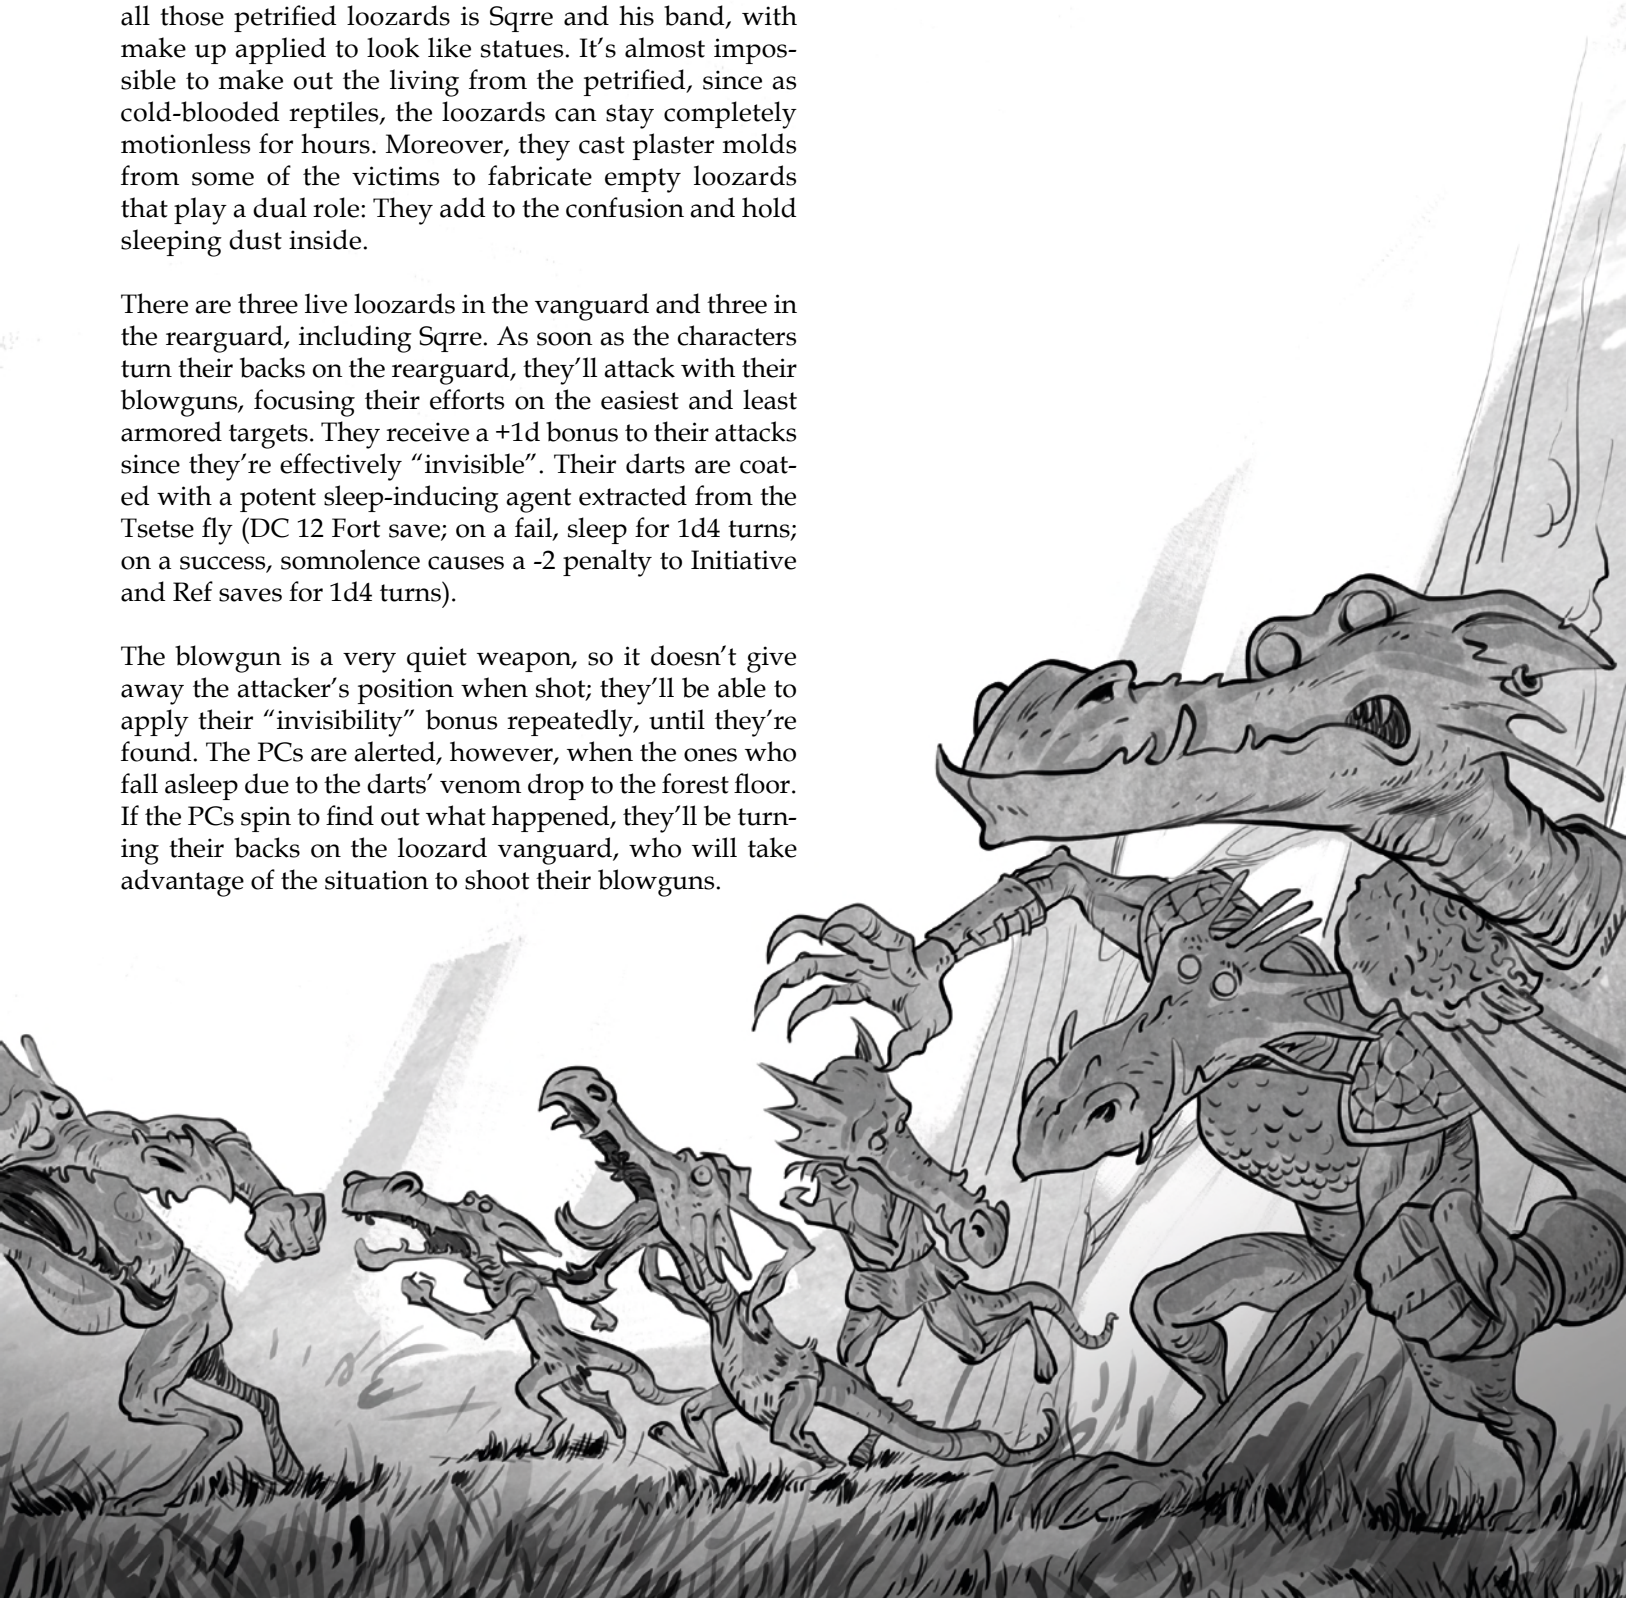 all those petrified loozards is Sqrre and his band, with
make up applied to look like statues. It’s almost impos-
sible to make out the living from the petrified, since as
cold-blooded reptiles, the loozards can stay completely
motionless for hours. Moreover, they cast plaster molds
from some of the victims to fabricate empty loozards
that play a dual role: They add to the confusion and hold
sleeping dust inside.
There are three live loozards in the vanguard and three in
the rearguard, including Sqrre. As soon as the characters
turn their backs on the rearguard, they’ll attack with their
blowguns, focusing their efforts on the easiest and least
armored targets. They receive a +1d bonus to their attacks
since they’re effectively “invisible”. Their darts are coat-
ed with a potent sleep-inducing agent extracted from the
Tsetse fly (DC 12 Fort save; on a fail, sleep for 1d4 turns;
on a success, somnolence causes a -2 penalty to Initiative
and Ref saves for 1d4 turns).
The blowgun is a very quiet weapon, so it doesn’t give
away the attacker’s position when shot; they’ll be able to
apply their “invisibility” bonus repeatedly, until they’re
found. The PCs are alerted, however, when the ones who
fall asleep due to the darts’ venom drop to the forest floor.
If the PCs spin to find out what happened, they’ll be turn-
ing their backs on the loozard vanguard, who will take
advantage of the situation to shoot their blowguns.